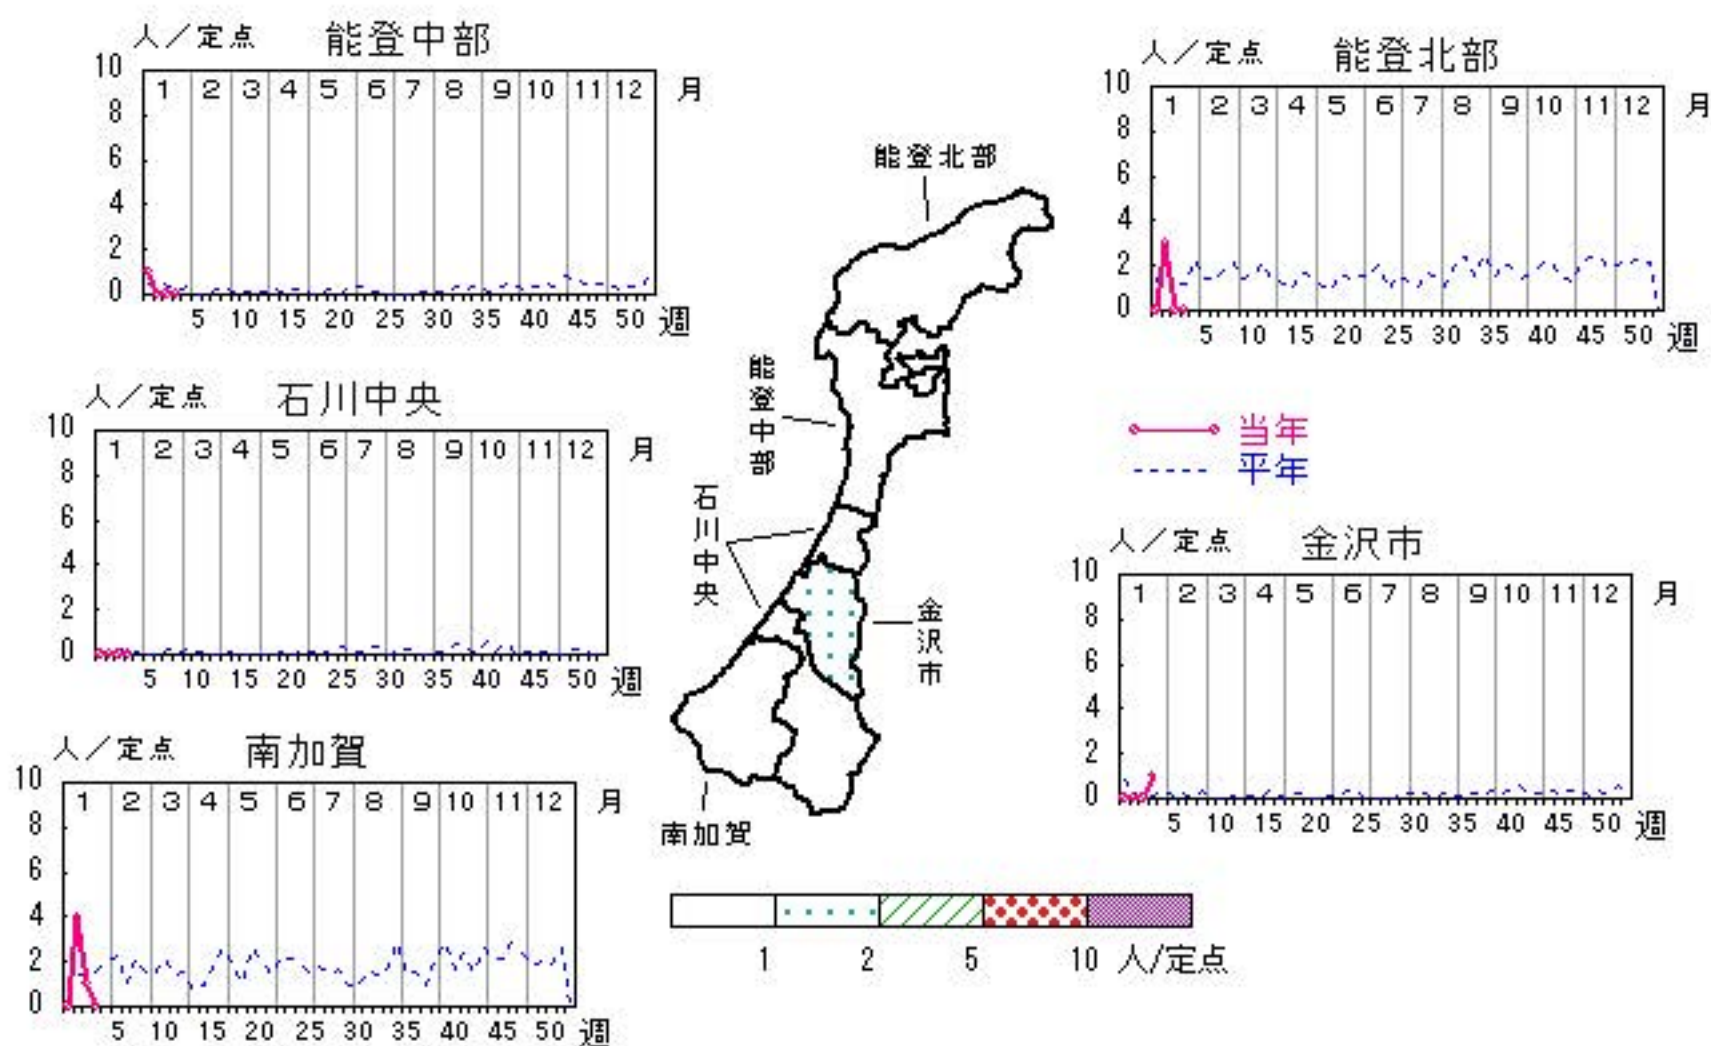 人／定点 能登中部
10 8 6 4 2 0
1 2 3 4 5 6 7 8 9 10 11 12 月
5 10 15 20 25 30 35 40 45 50 週
人／定点 能登北部
10 8 6 4 2 0
1 2 3 4 5 6 7 8 9 10 11 12 月
5 10 15 20 25 30 35 40 45 50 週
人／定点 石川中央
10 8 6 4 2 0
1 2 3 4 5 6 7 8 9 10 11 12 月
5 10 15 20 25 30 35 40 45 50 週
能登北部
能登中部
石川中央
金沢市
南加賀
当年
平年
人／定点 金沢市
10 8 6 4 2 0
1 2 3 4 5 6 7 8 9 10 11 12 月
5 10 15 20 25 30 35 40 45 50 週
人／定点 南加賀
10 8 6 4 2 0
1 2 3 4 5 6 7 8 9 10 11 12 月
5 10 15 20 25 30 35 40 45 50 週
1 2 5 10 人/定点